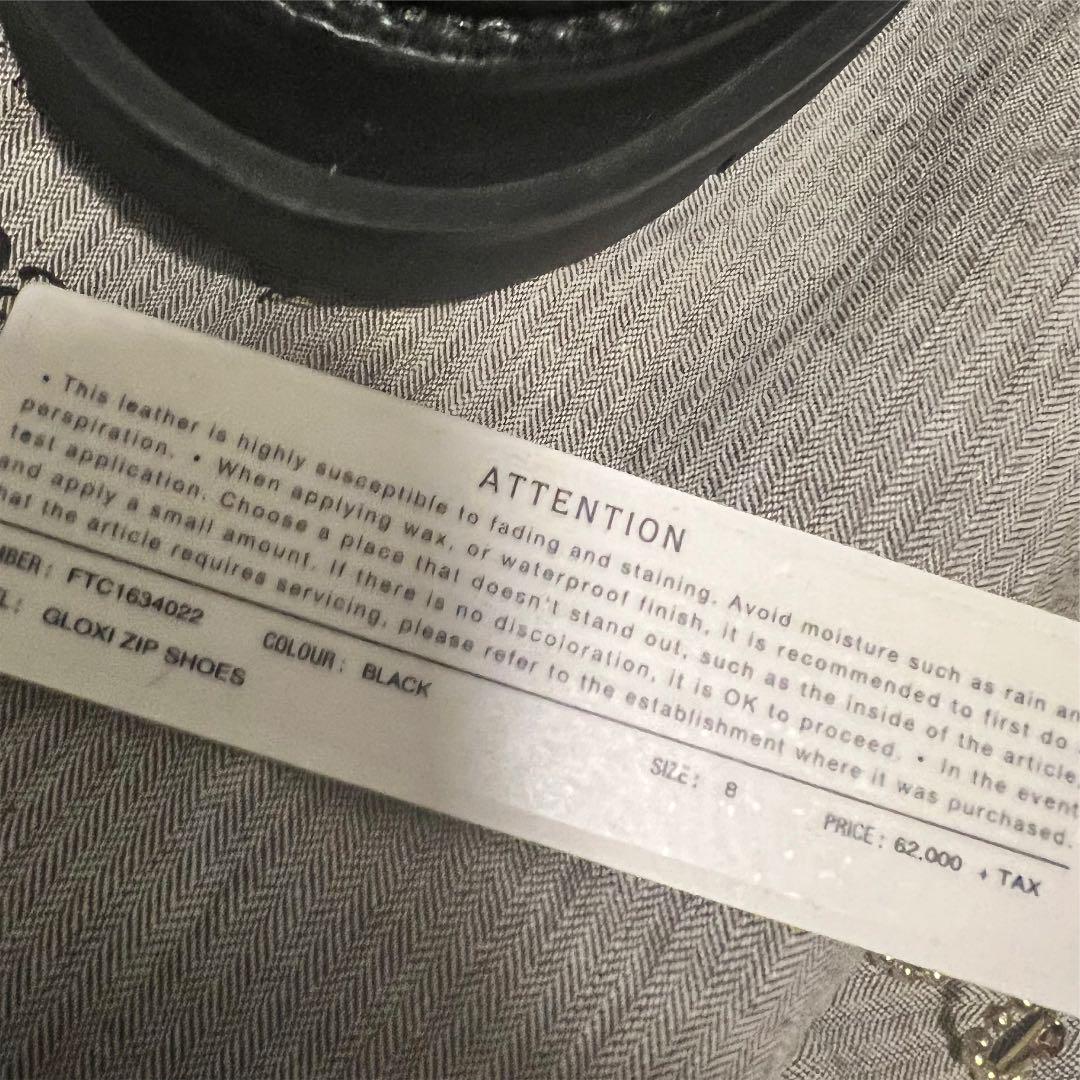 ATTENTION
• This leather is highly susceptible to fading and staining. Avoid moisture such as rain an
perspiration. • When applying wax, or waterproof finish, it is recommended to first do
test application. Choose a place that doesn't stand out, such as the inside of the article,
and apply a small amount. If there is no discoloration, it is OK to proceed. • In the event
hat the article requires servicing, please refer to the establishment where it was purchased.
MBER: FTC1634022 COLOUR: BLACK SIZE: 8 PRICE: 62.000 + TAX
L: GLOXI ZIP SHOES